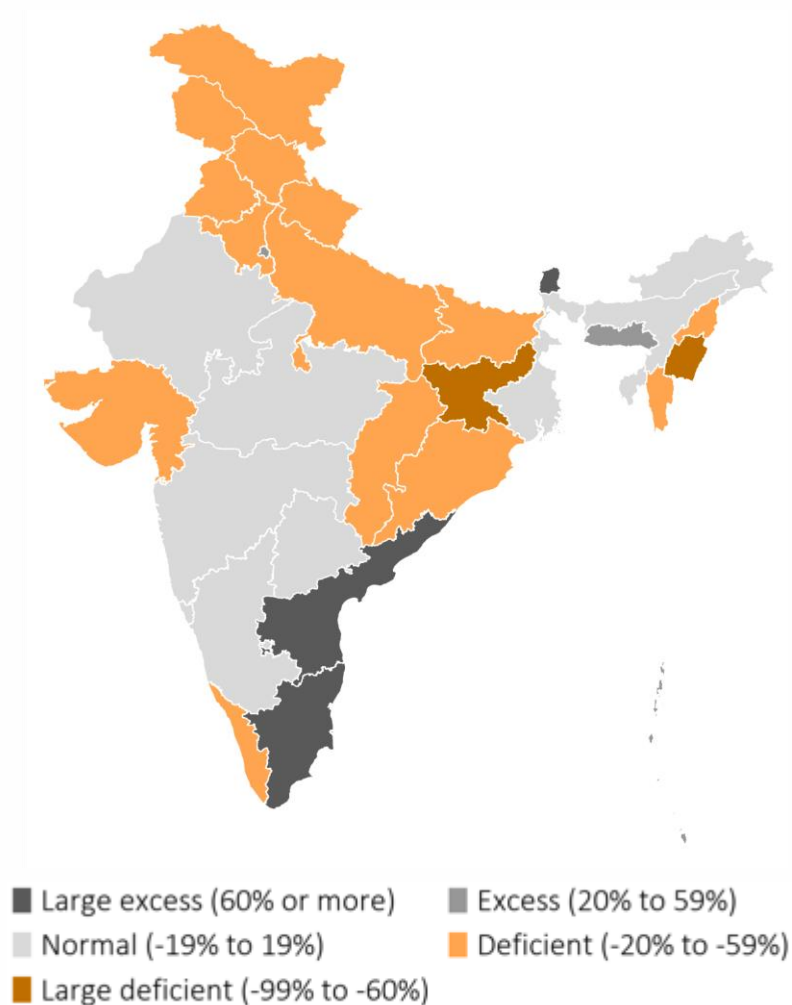 Large excess (60% or more)
Excess (20% to 59%)
Normal (-19% to 19%)
Deficient (-20% to -59%)
Large deficient (-99% to -60%)